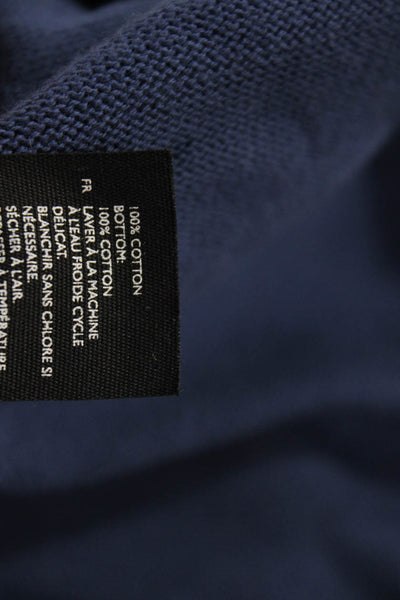 100% COTTON
BOTTOM:
100% COTTON
FR LAVER À LA MACHINE
À L'EAU FROIDE CYCLE
DÉLICAT.
BLANCHIR SANS CHLORE SI
NÉCESSAIRE.
SÉCHER À L'AIR.
TEMPÉRATURE